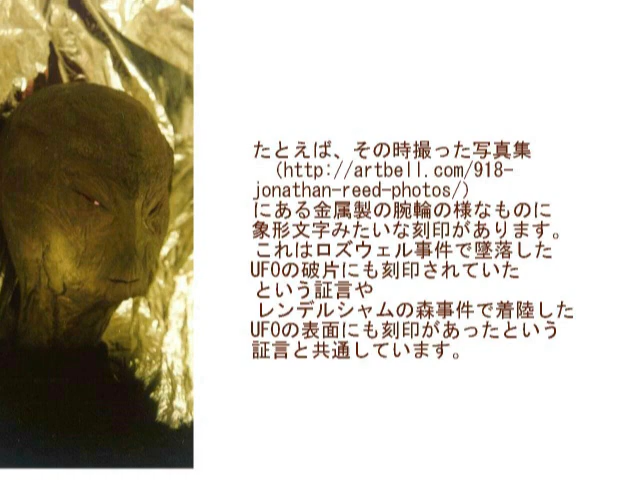 たとえば、その時撮った写真集
(http://artbell.com/918-
jonathan-reed-photos/)
にある金属製の腕輪の様なものに
象形文字みたいな刻印があります。
これはロズウェル事件で墜落した
UFOの破片にも刻印されていた
という証言や
レンデルシャムの森事件で着陸した
UFOの表面にも刻印があったという
証言と共通しています。